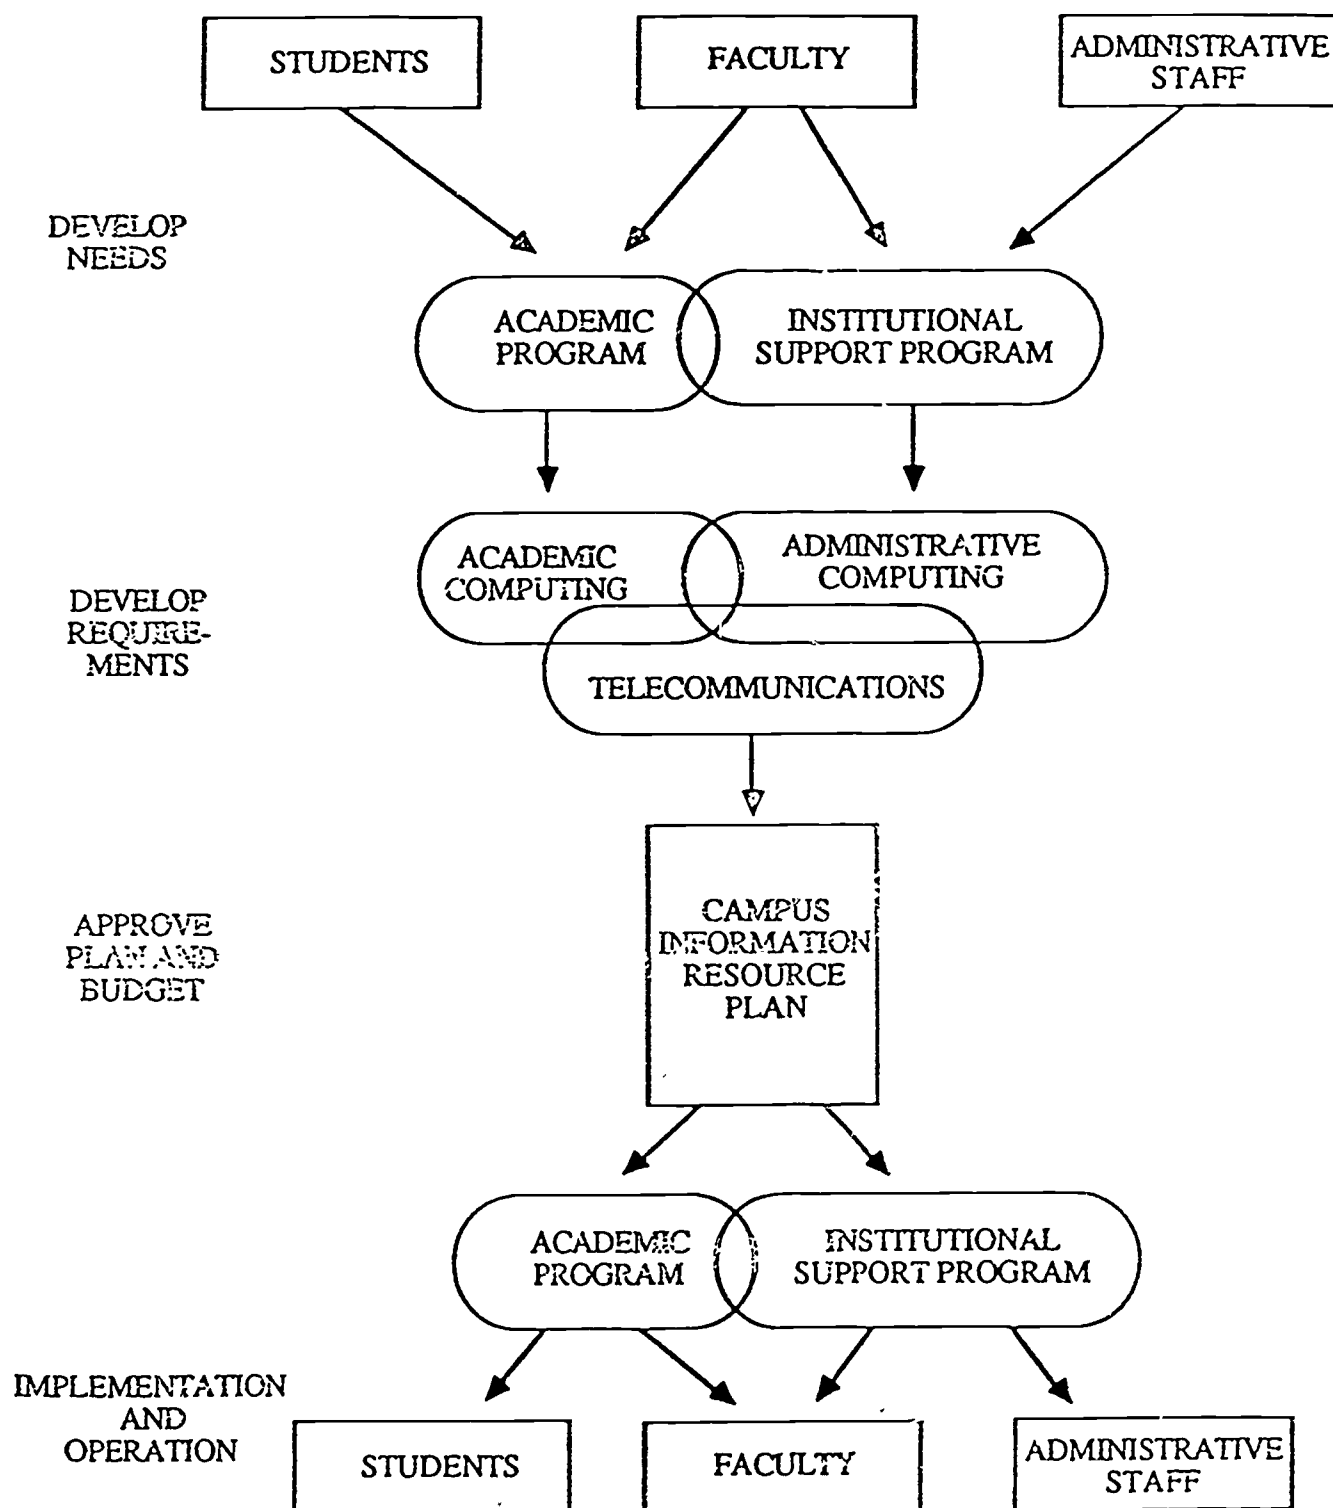 STUDENTS
FACULTY
ADMINISTRATIVE
STAFF
DEVELOP
NEEDS
ACADEMIC
PROGRAM
INSTITUTIONAL
SUPPORT PROGRAM
ACADEMIC
COMPUTING
ADMINISTRATIVE
COMPUTING
DEVELOP
REQUIRE-
MENTS
TELECOMMUNICATIONS
APPROVE
PLAN AND
BUDGET
CAMPUS
INFORMATION
RESOURCE
PLAN
ACADEMIC
PROGRAM
INSTITUTIONAL
SUPPORT PROGRAM
IMPLEMENTATION
AND
OPERATION
STUDENTS
FACULTY
ADMINISTRATIVE
STAFF